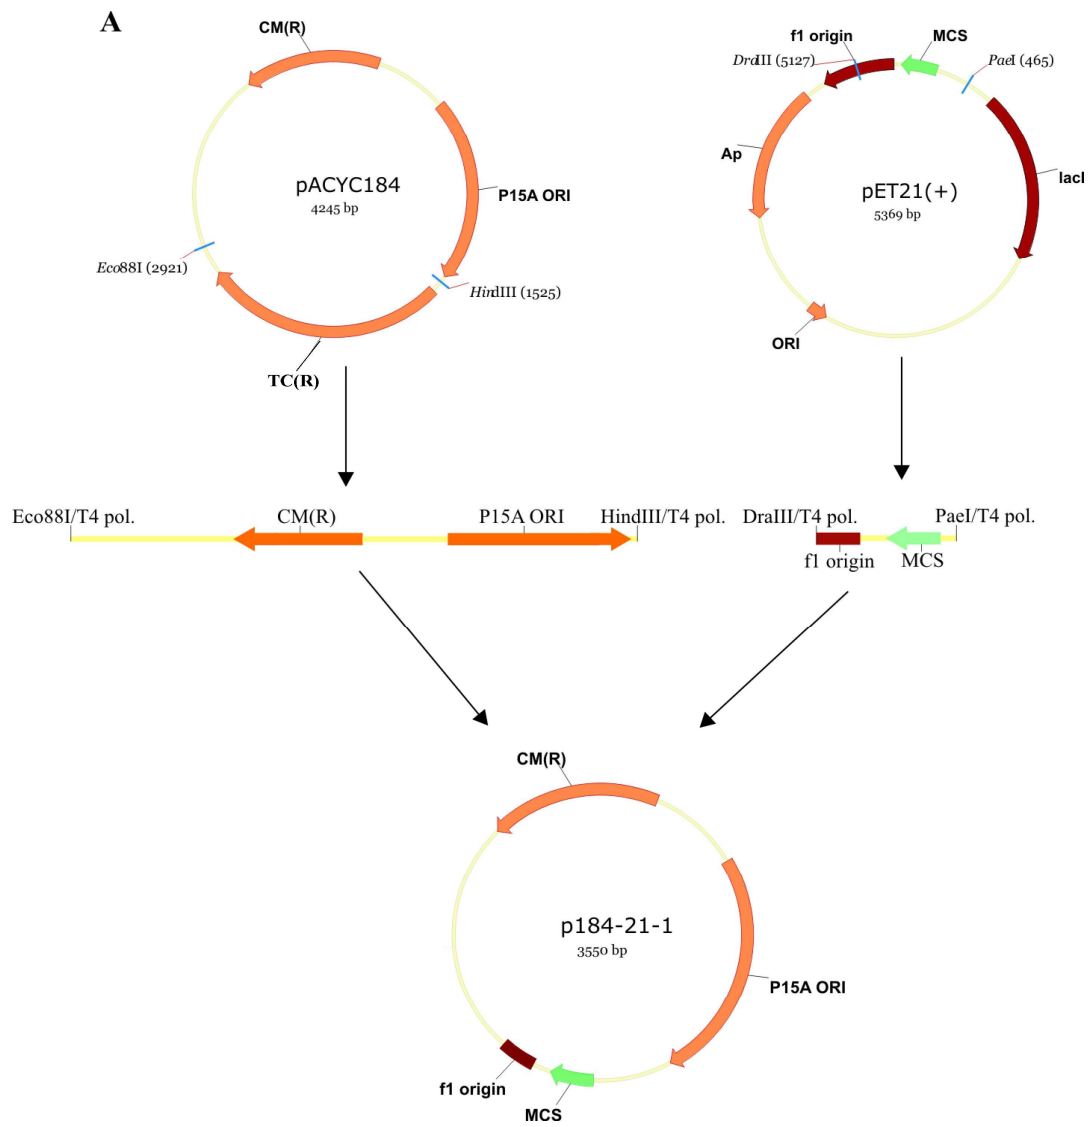 A
CM(R)
pACYC184
4245 bp
P15A ORI
Eco88I (2921)
HindIII (1525)
TC(R)
f1 origin
MCS
DraIII (5127)
PaeI (465)
Ap
pET21(+)
5369 bp
lacI
ORI
Eco88I/T4 pol.
CM(R)
P15A ORI
HindIII/T4 pol.
DraIII/T4 pol.
PaeI/T4 pol.
f1 origin
MCS
CM(R)
p184-21-1
3550 bp
P15A ORI
f1 origin
MCS